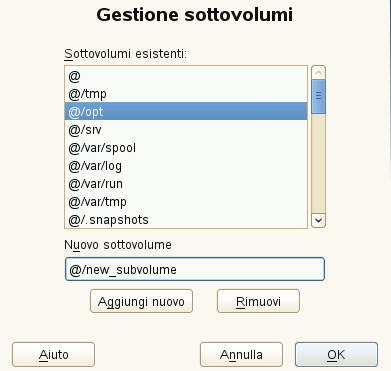 Gestione sottovolumi
Sottovolumi esistenti:
@
@/tmp
@/opt
@/srv
@/var/spool
@/var/log
@/var/run
@/var/tmp
@/.snapshots
Nuovo sottovolume
@/new_subvolume
Aggiungi nuovo
Rimuovi
Aiuto
Annulla
OK